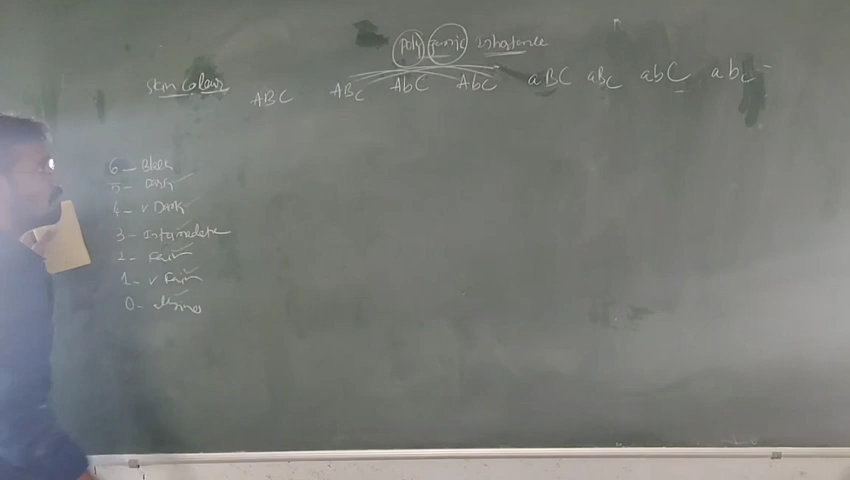 Poly genic Inheritance
Skin Colour
ABC ABc AbC Abc aBC aBc abC abc
6 - Black
5 - Dark
4 - v Dark
3 - Intermediate
2 - Fair
1 - v Fair
0 -